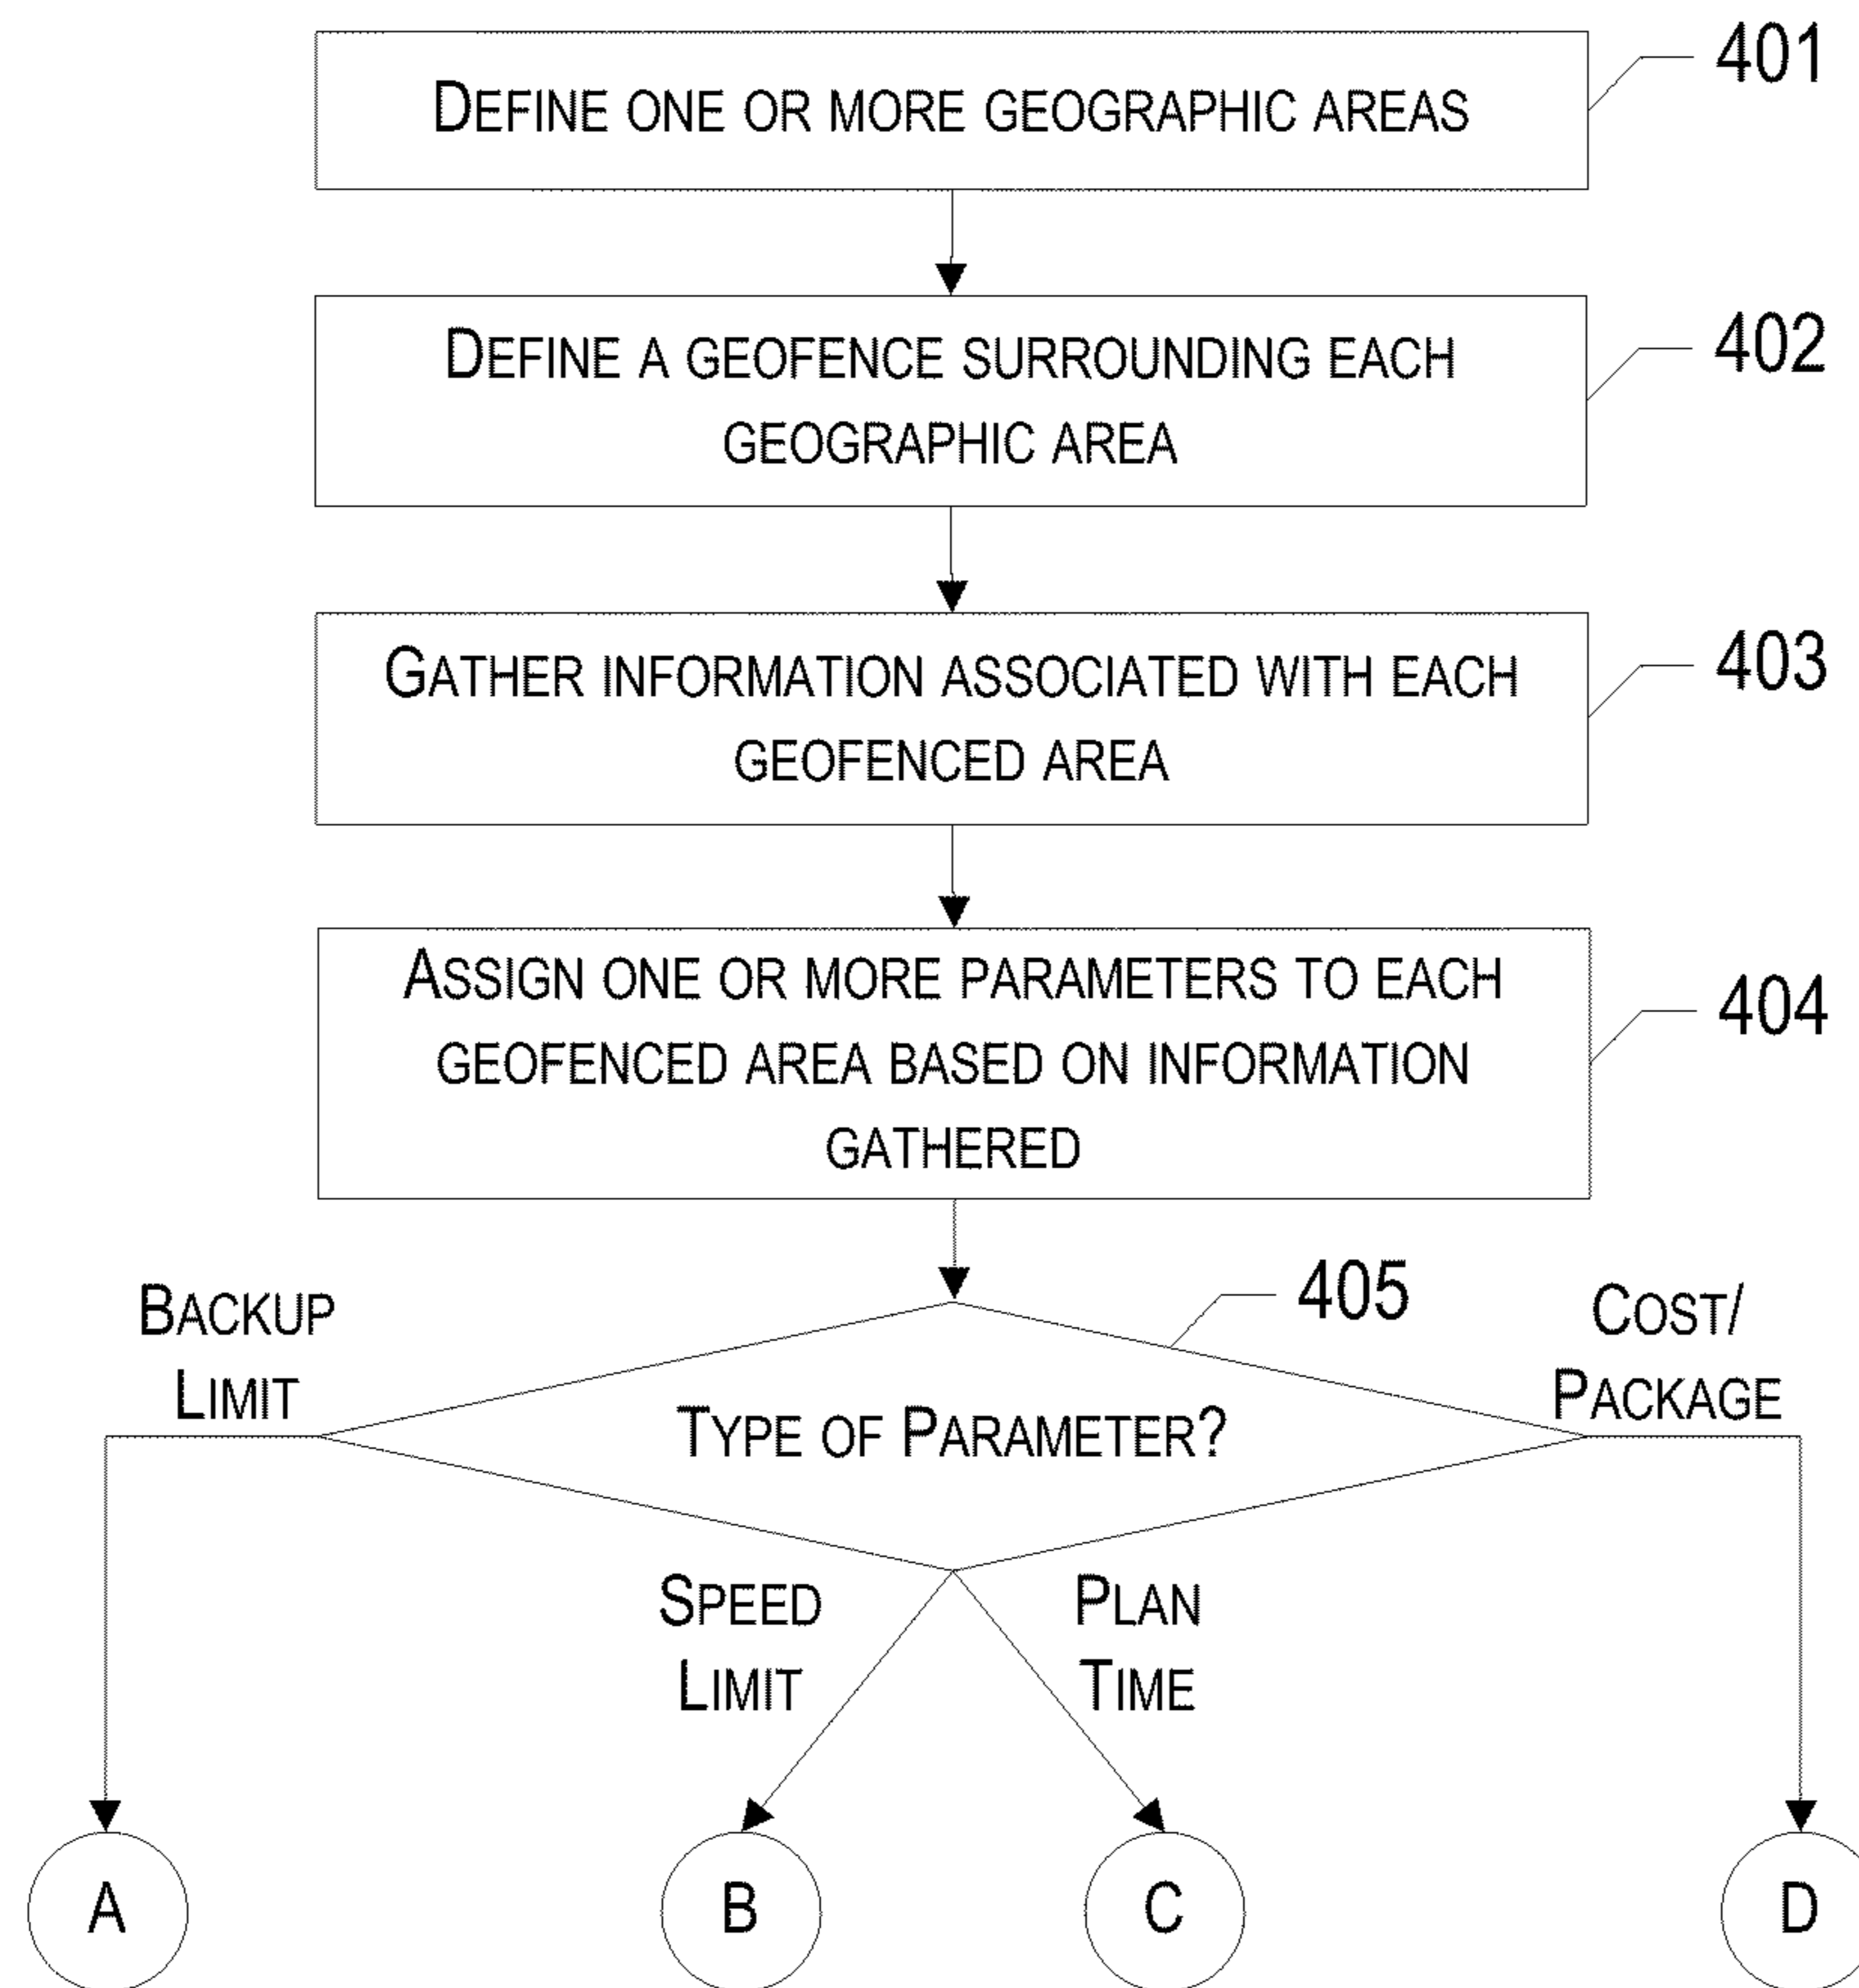 DEFINE ONE OR MORE GEOGRAPHIC AREAS
401
DEFINE A GEOFENCE SURROUNDING EACH
GEOGRAPHIC AREA
402
GATHER INFORMATION ASSOCIATED WITH EACH
GEOFENCED AREA
403
ASSIGN ONE OR MORE PARAMETERS TO EACH
GEOFENCED AREA BASED ON INFORMATION
GATHERED
404
405
BACKUP
LIMIT
COST/
PACKAGE
TYPE OF PARAMETER?
SPEED
LIMIT
PLAN
TIME
A
B
C
D